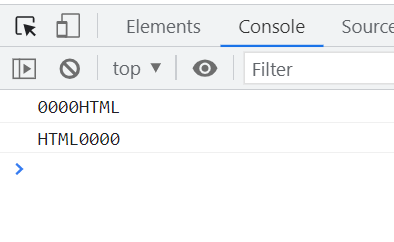 Elements Console Source
top ▼ Filter
0000HTML
HTML0000
>